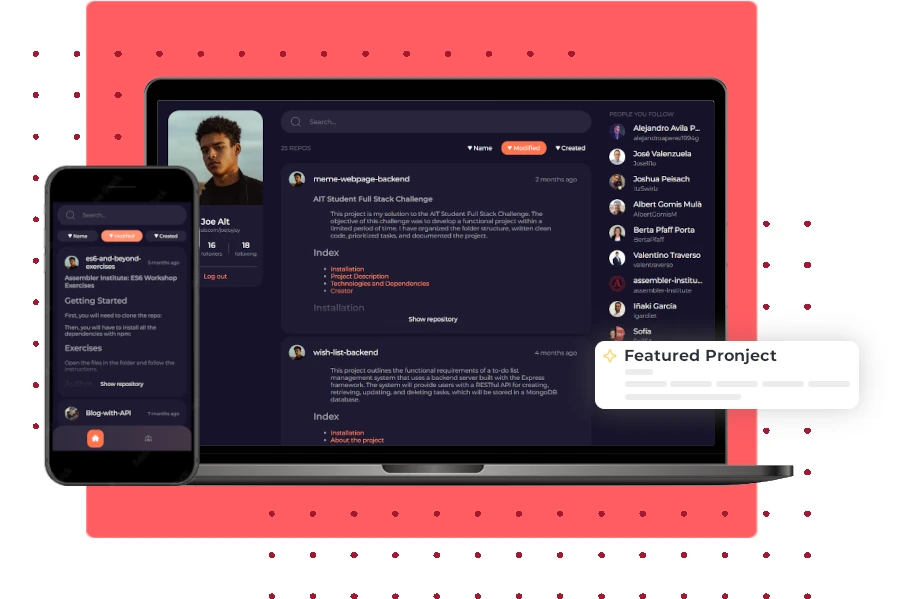 Search...
25 REPOS
♥ Name
♥ Modified
♥ Created
meme-webpage-backend
2 months ago
AIT Student Full Stack Challenge
This project is my solution to the AIT Student Full Stack Challenge. The
objective of this challenge was to develop a functional project within a
limited period of time. I have organized the folder structure, written clean
code, prioritized tasks, and documented the project.
Index
Installation
Project Description
Technologies and Dependencies
Creator
Installation
Show repository
wish-list-backend
4 months ago
This project outlines the functional requirements of a to-do list
management system that uses a backend server built with the Express
framework. The system will provide users with a RESTful API for creating,
retrieving, updating, and deleting tasks, which will be stored in a MongoDB
database.
Index
Installation
About the project
Joe Alt
16
18
followers
following
Log out
PEOPLE YOU FOLLOW
Alejandro Avila P...
alejandroaperez1994g
José Valenzuela
Joshua Peisach
ItzSwirlz
Albert Gomis Mulà
AlbertGomisM
Berta Pfaff Porta
BertaPfaff
Valentino Traverso
valentraverso
assembler-institu...
assembler-institute
Iñaki García
igardiet
Sofía
Featured Pronject
Search...
♥ Name
♥ Modified
♥ Created
es6-and-beyond-
exercises
5 months ago
Assembler Institute: ES6 Workshop
Exercises
Getting Started
First, you will need to clone the repo:
Then, you will have to install all the
dependencies with npm:
Exercises
Open the files in the folder and follow the
instructions.
Author
Show repository
Blog-with-API
7 months ago